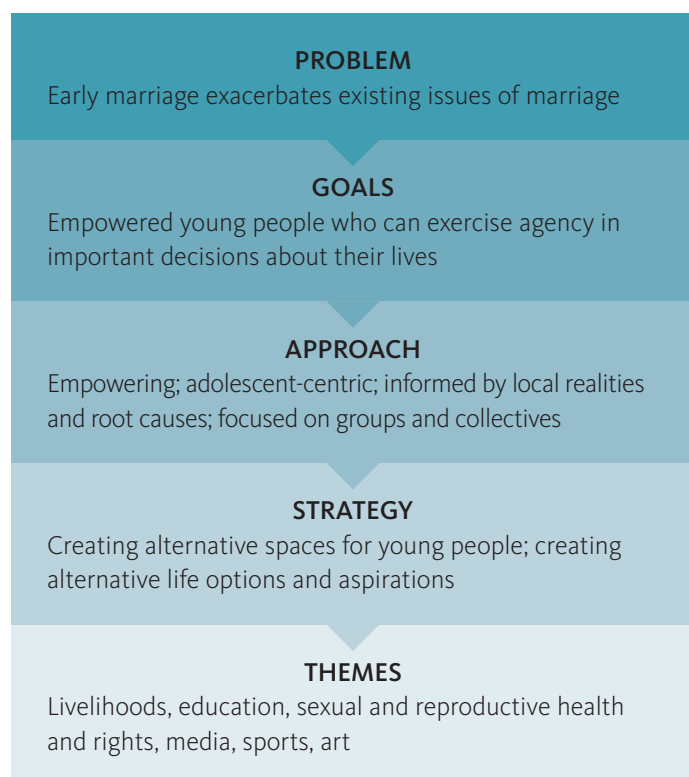 PROBLEM
Early marriage exacerbates existing issues of marriage
GOALS
Empowered young people who can exercise agency in
important decisions about their lives
APPROACH
Empowering; adolescent-centric; informed by local realities
and root causes; focused on groups and collectives
STRATEGY
Creating alternative spaces for young people; creating
alternative life options and aspirations
THEMES
Livelihoods, education, sexual and reproductive health
and rights, media, sports, art